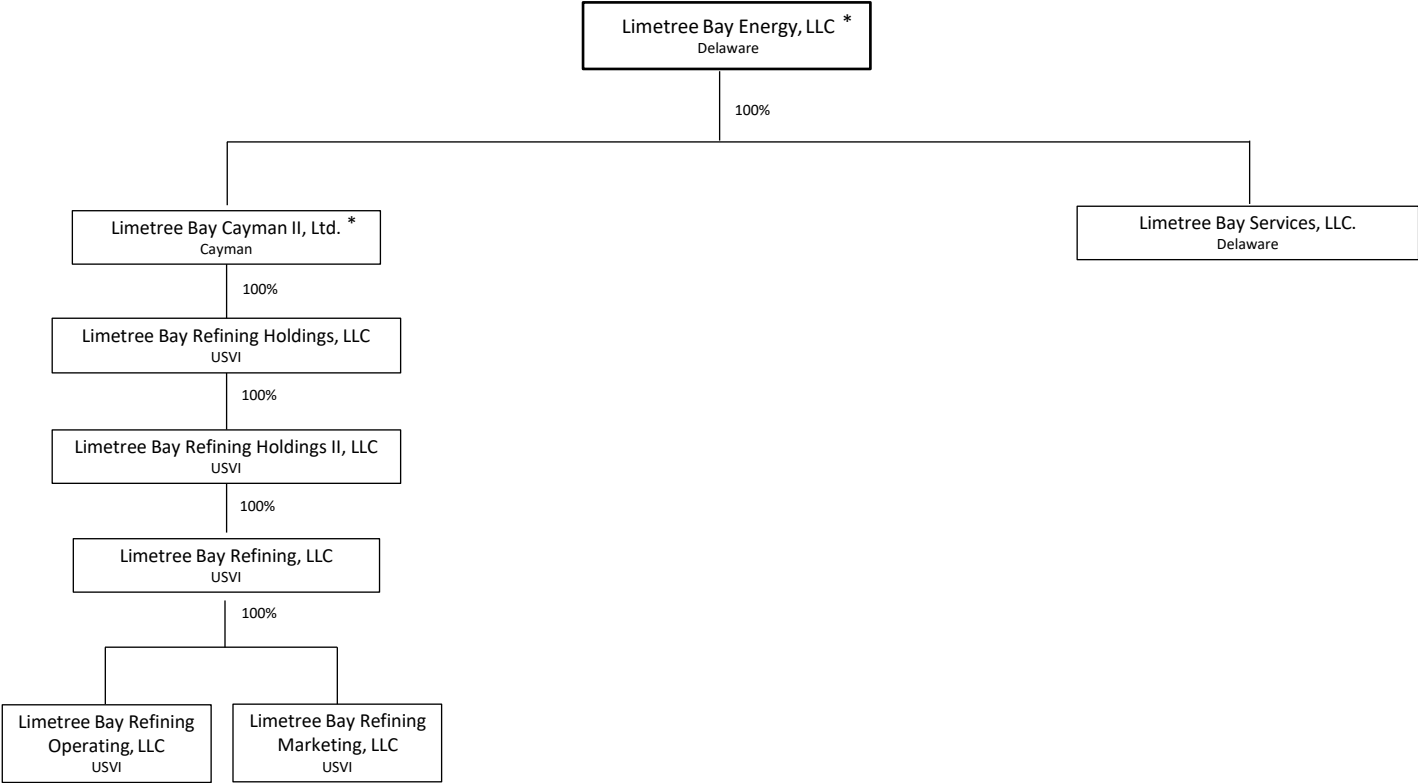 Limetree Bay Energy, LLC *
Delaware
100%
Limetree Bay Cayman II, Ltd. *
Cayman
Limetree Bay Services, LLC.
Delaware
100%
Limetree Bay Refining Holdings, LLC
USVI
100%
Limetree Bay Refining Holdings II, LLC
USVI
100%
Limetree Bay Refining, LLC
USVI
100%
Limetree Bay Refining
Operating, LLC
USVI
Limetree Bay Refining
Marketing, LLC
USVI